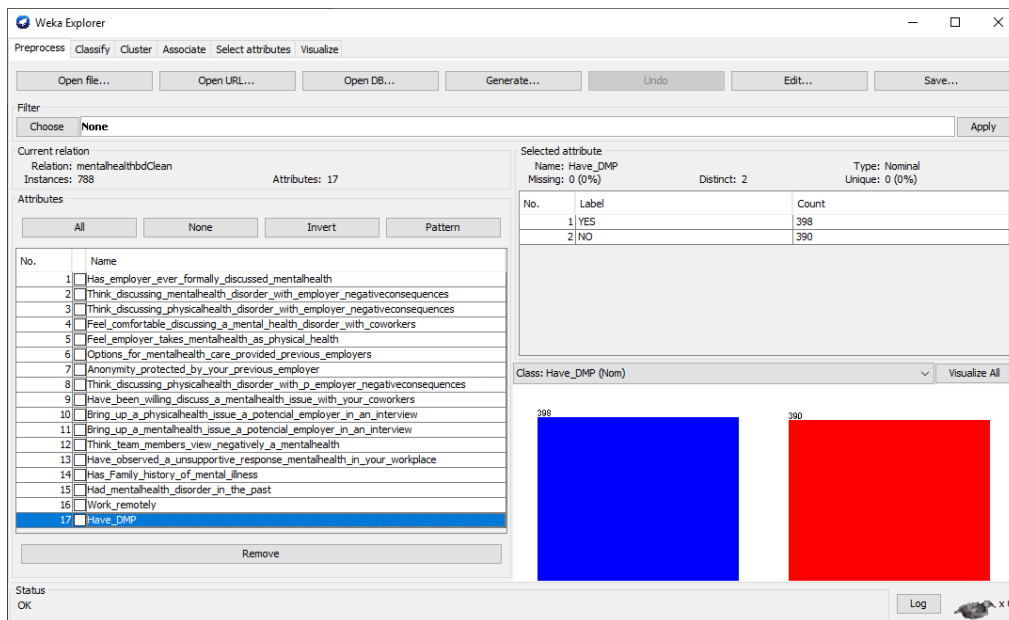 Weka Explorer
Preprocess Classify Cluster Associate Select attributes Visualize
Open file... Open URL... Open DB... Generate... Undo Edit... Save...
Filter
Choose None Apply
Current relation
Relation: mentalhealthbdClean
Instances: 788 Attributes: 17
Attributes
All None Invert Pattern
No. Name
1 Has_employer_ever_formally_discussed_mentalhealth
2 Think_discussing_mentalhealth_disorder_with_employer_negativeconsequences
3 Think_discussing_physicalhealth_disorder_with_employer_negativeconsequences
4 Feel_comfortable_discussing_a_mental_health_disorder_with_coworkers
5 Feel_employer_takes_mentalhealth_as_physical_health
6 Options_for_mentalhealth_care_provided_previous_employers
7 Anonymity_protected_by_your_previous_employer
8 Think_discussing_physicalhealth_disorder_with_p_employer_negativeconsequences
9 Have_been_willing_discuss_a_mentalhealth_issue_with_your_coworkers
10 Bring_up_a_physicalhealth_issue_a_potencial_employer_in_an_interview
11 Bring_up_a_mentalhealth_issue_a_potencial_employer_in_an_interview
12 Think_team_members_view_negatively_a_mentalhealth
13 Have_observed_a_unsupportive_response_mentalhealth_in_your_workplace
14 Has_Family_history_of_mental_illness
15 Had_mentalhealth_disorder_in_the_past
16 Work_remotely
17 Have_DMP
Remove
Selected attribute
Name: Have_DMP Type: Nominal
Missing: 0 (0%) Distinct: 2 Unique: 0 (0%)
No. Label Count
1 YES 398
2 NO 390
Class: Have_DMP (Nom) Visualize All
398 390
Status
OK Log x